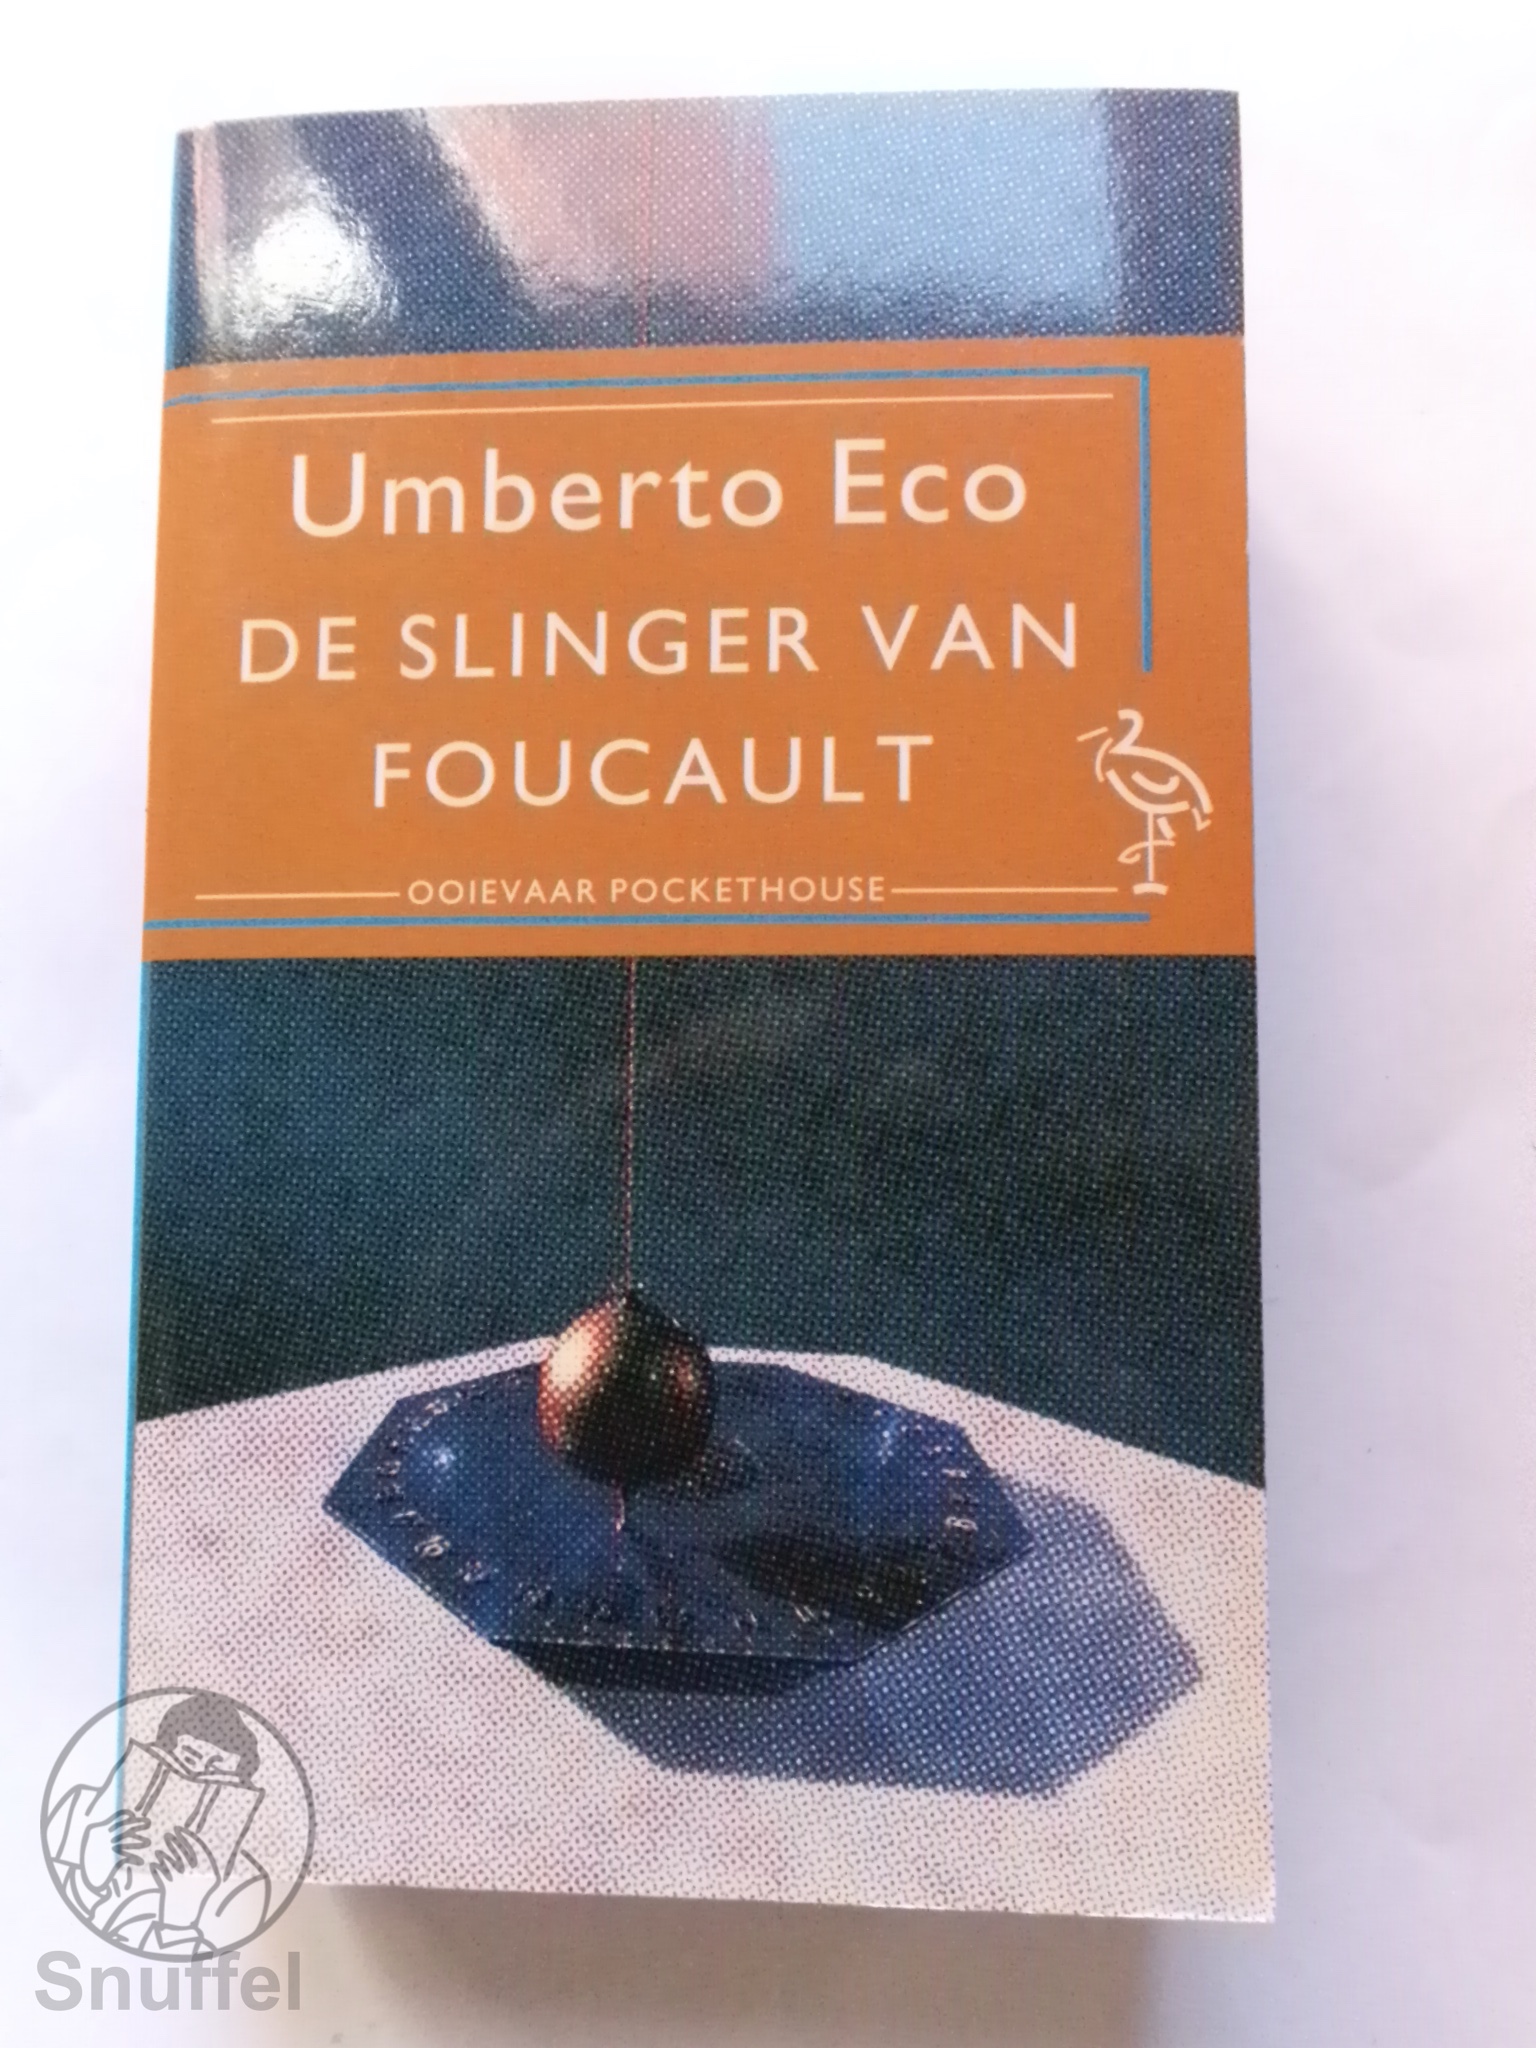 Umberto Eco
DE SLINGER VAN
FOUCAULT
OOIEVAAR POCKETHOUSE
Snuffel